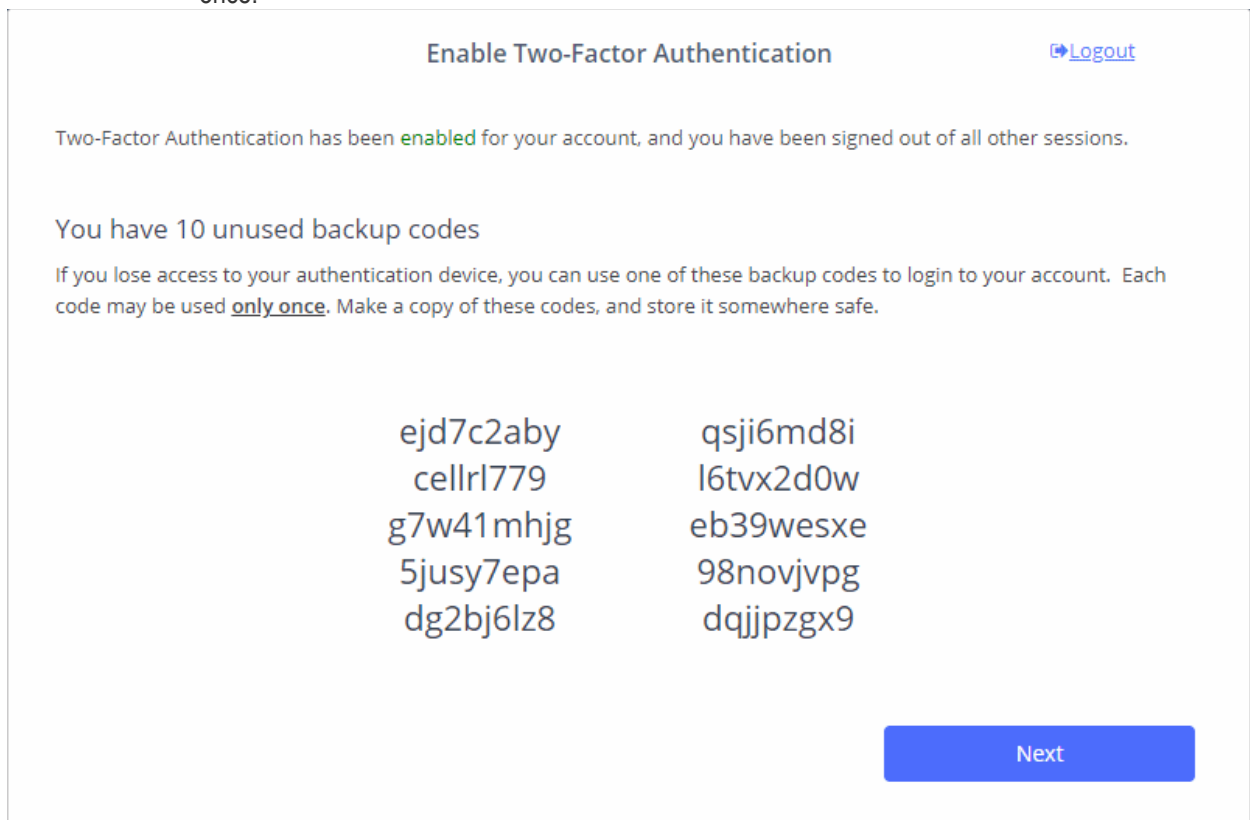 once.
Enable Two-Factor Authentication
Logout
Two-Factor Authentication has been enabled for your account, and you have been signed out of all other sessions.
You have 10 unused backup codes
If you lose access to your authentication device, you can use one of these backup codes to login to your account. Each
code may be used only once. Make a copy of these codes, and store it somewhere safe.
ejd7c2aby qsji6md8i
cellrl779 l6tvx2d0w
g7w41mhjg eb39wesxe
5jusy7epa 98novjvpg
dg2bj6lz8 dqjjpzgx9
Next